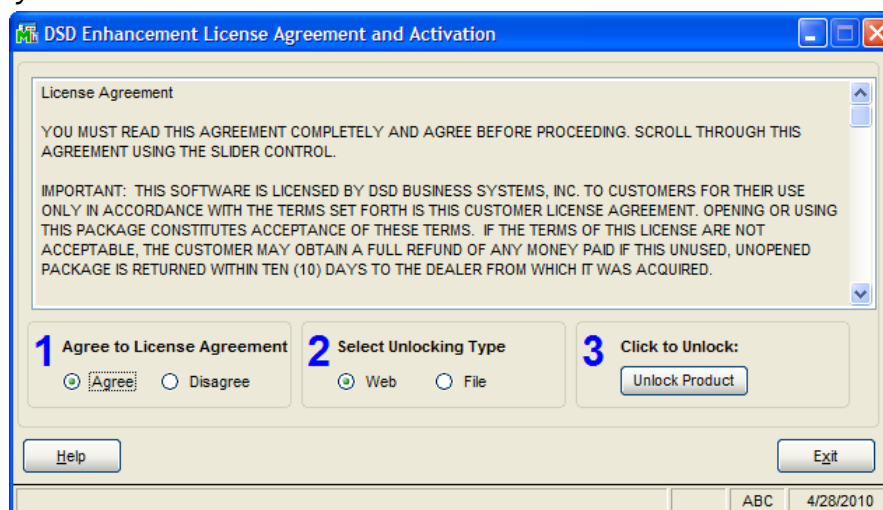 DSD Enhancement License Agreement and Activation
License Agreement
YOU MUST READ THIS AGREEMENT COMPLETELY AND AGREE BEFORE PROCEEDING. SCROLL THROUGH THIS
AGREEMENT USING THE SLIDER CONTROL.
IMPORTANT: THIS SOFTWARE IS LICENSED BY DSD BUSINESS SYSTEMS, INC. TO CUSTOMERS FOR THEIR USE
ONLY IN ACCORDANCE WITH THE TERMS SET FORTH IS THIS CUSTOMER LICENSE AGREEMENT. OPENING OR USING
THIS PACKAGE CONSTITUTES ACCEPTANCE OF THESE TERMS. IF THE TERMS OF THIS LICENSE ARE NOT
ACCEPTABLE, THE CUSTOMER MAY OBTAIN A FULL REFUND OF ANY MONEY PAID IF THIS UNUSED, UNOPENED
PACKAGE IS RETURNED WITHIN TEN (10) DAYS TO THE DEALER FROM WHICH IT WAS ACQUIRED.
1 Agree to License Agreement
Agree Disagree
2 Select Unlocking Type
Web File
3 Click to Unlock:
Unlock Product
Help Exit
ABC 4/28/2010